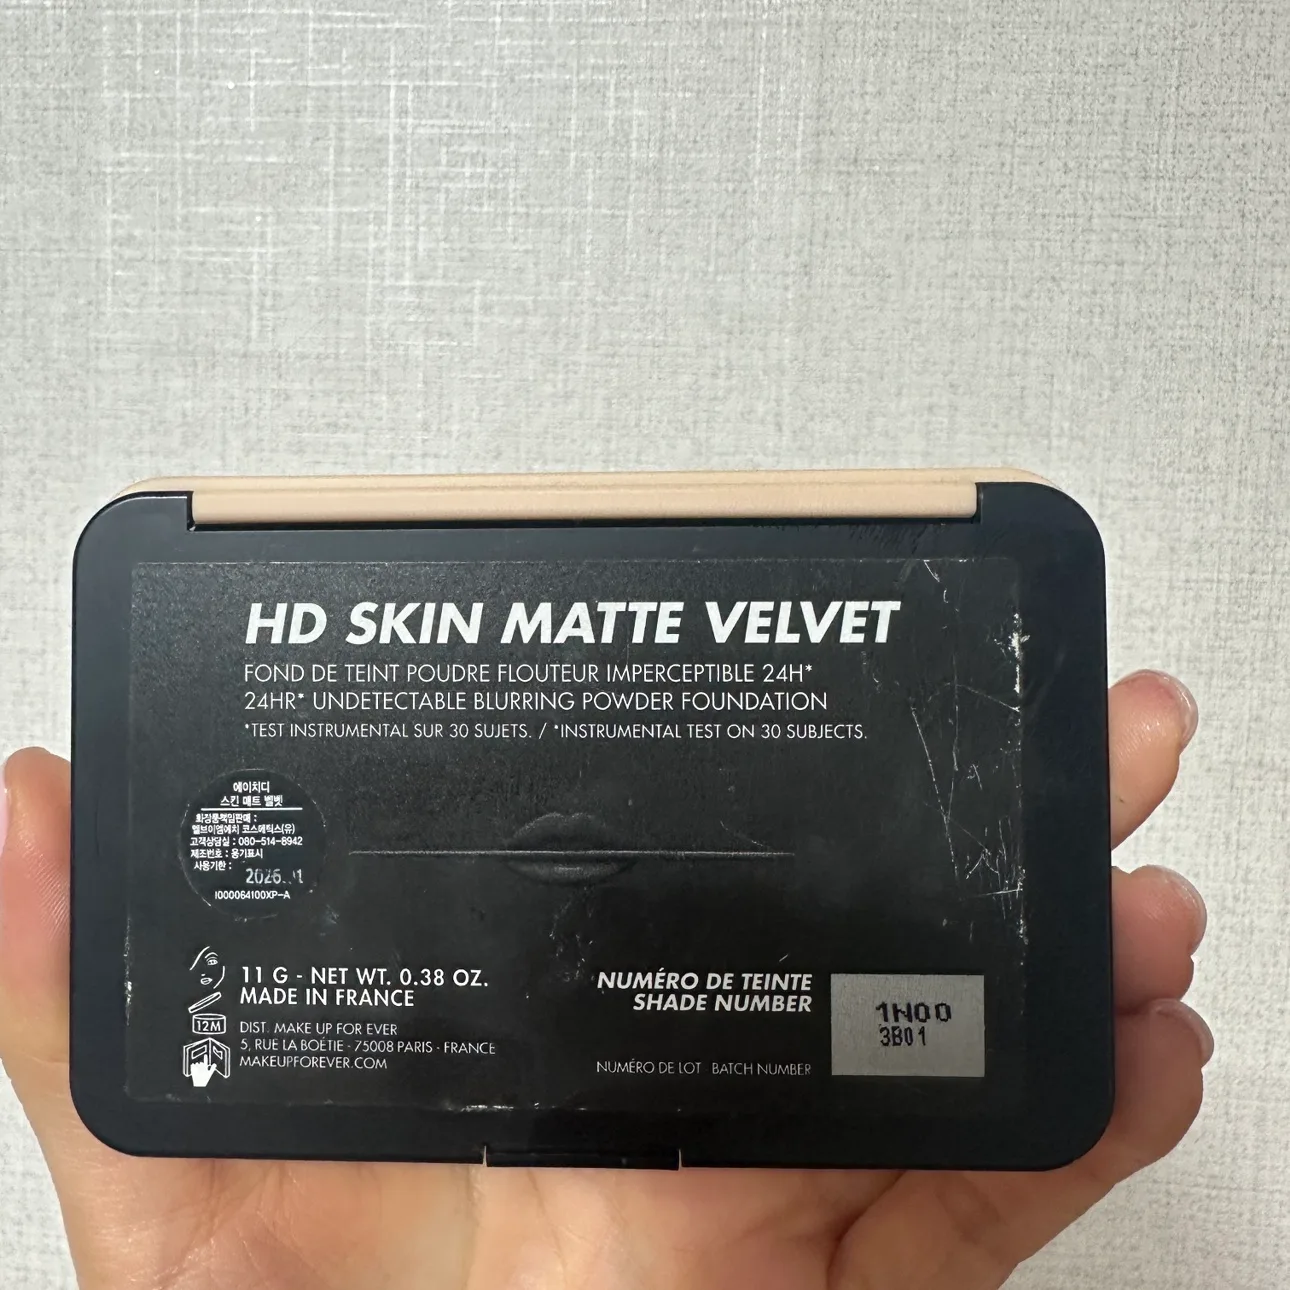 HD SKIN MATTE VELVET
FOND DE TEINT POUDRE FLOUTEUR IMPERCEPTIBLE 24H*
24HR* UNDETECTABLE BLURRING POWDER FOUNDATION
*TEST INSTRUMENTAL SUR 30 SUJETS. / *INSTRUMENTAL TEST ON 30 SUBJECTS.
에이치디
스킨 매트 벨벳
화장품책임판매 :
엘브이엠에치 코스메틱스(유)
고객상담실 : 080-514-8942
제조번호 : 용기표시
사용기한 :
I000064100XP-A
11 G - NET WT. 0.38 OZ.
MADE IN FRANCE
12M
DIST. MAKE UP FOR EVER
5, RUE LA BOÉTIE - 75008 PARIS - FRANCE
MAKEUPFOREVER.COM
NUMÉRO DE TEINTE
SHADE NUMBER
1N00
3B01
NUMÉRO DE LOT BATCH NUMBER